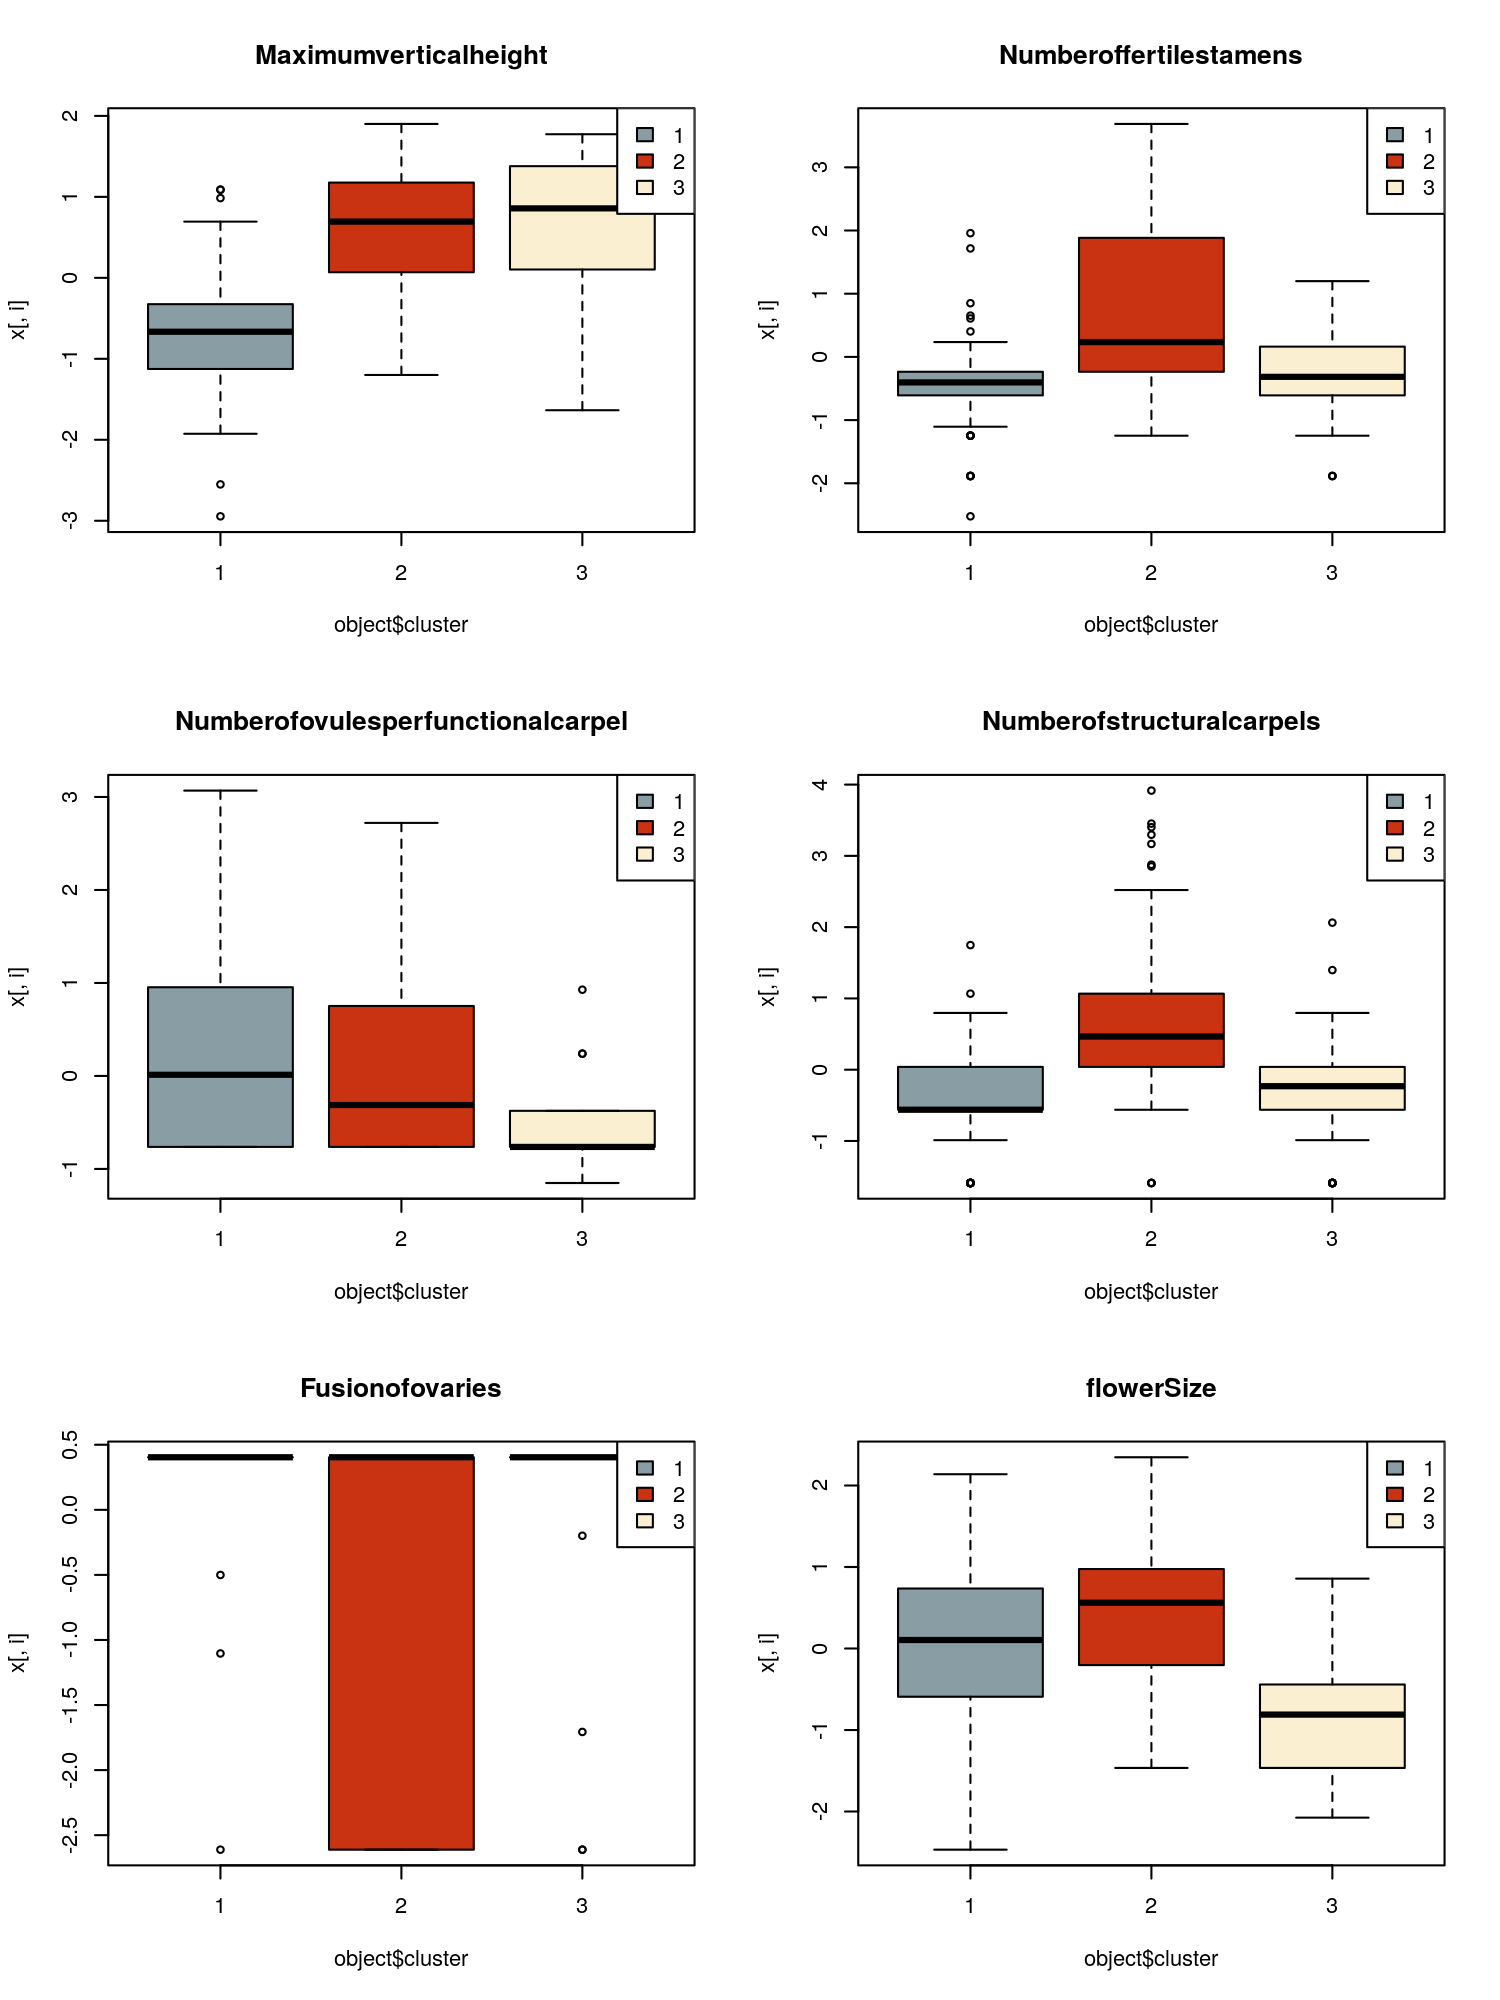 Maximumverticalheight
2
1
0
-1
-2
-3
x[, i]
1
2
3
1 2 3
object$cluster
Numberoffertilestamens
3
2
1
0
-1
-2
x[, i]
1
2
3
1 2 3
object$cluster
Numberofovulesperfunctionalcarpel
3
2
1
0
-1
x[, i]
1
2
3
1 2 3
object$cluster
Numberofstructuralcarpels
4
3
2
1
0
-1
x[, i]
1
2
3
1 2 3
object$cluster
Fusionofovaries
0.5
0.0
-0.5
-1.0
-1.5
-2.0
-2.5
x[, i]
1
2
3
1 2 3
object$cluster
flowerSize
2
1
0
-1
-2
x[, i]
1
2
3
1 2 3
object$cluster